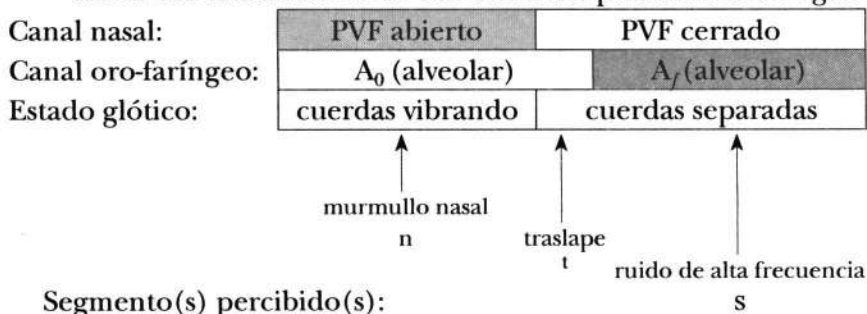 Canal nasal: PVF abierto PVF cerrado
Canal oro-faríngeo: A₀ (alveolar) A_f (alveolar)
Estado glótico: cuerdas vibrando cuerdas separadas
murmullo nasal
n traslape
t
ruido de alta frecuencia
Segmento(s) percibido(s): s